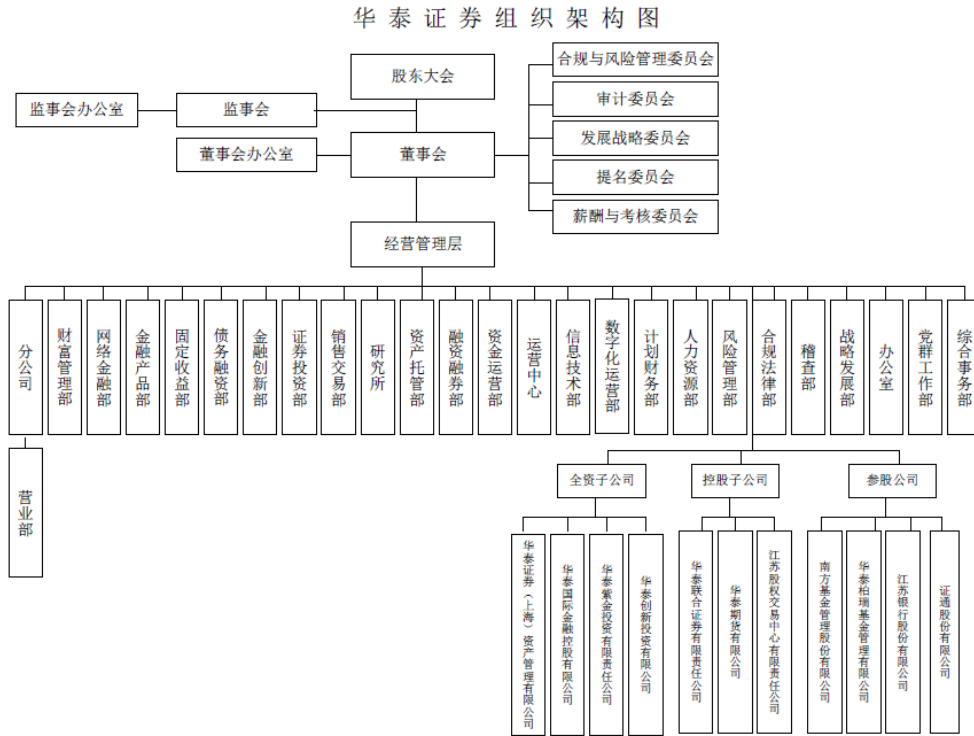 华泰证券组织架构图
股东大会
合规与风险管理委员会
审计委员会
监事会办公室
监事会
发展战略委员会
董事会办公室
董事会
提名委员会
薪酬与考核委员会
经营管理层
分公司
财富管理部
网络金融部
金融产品部
固定收益部
债务融资部
金融创新部
证券投资部
销售交易部
研究所
资产托管部
融资融券部
资金运营部
运营中心
信息技术部
数字化运营部
计划财务部
人力资源部
风险管理部
合规法律部
稽查部
战略发展部
办公室
党群工作部
综合事务部
营业部
全资子公司
控股子公司
参股公司
华泰证券（上海）资产管理有限公司
华泰国际金融控股有限公司
华泰紫金投资有限责任公司
华泰创新投资有限公司
华泰联合证券有限责任公司
华泰期货有限公司
江苏股权交易中心有限责任公司
南方基金管理股份有限公司
华泰柏瑞基金管理有限公司
江苏银行股份有限公司
证通股份有限公司